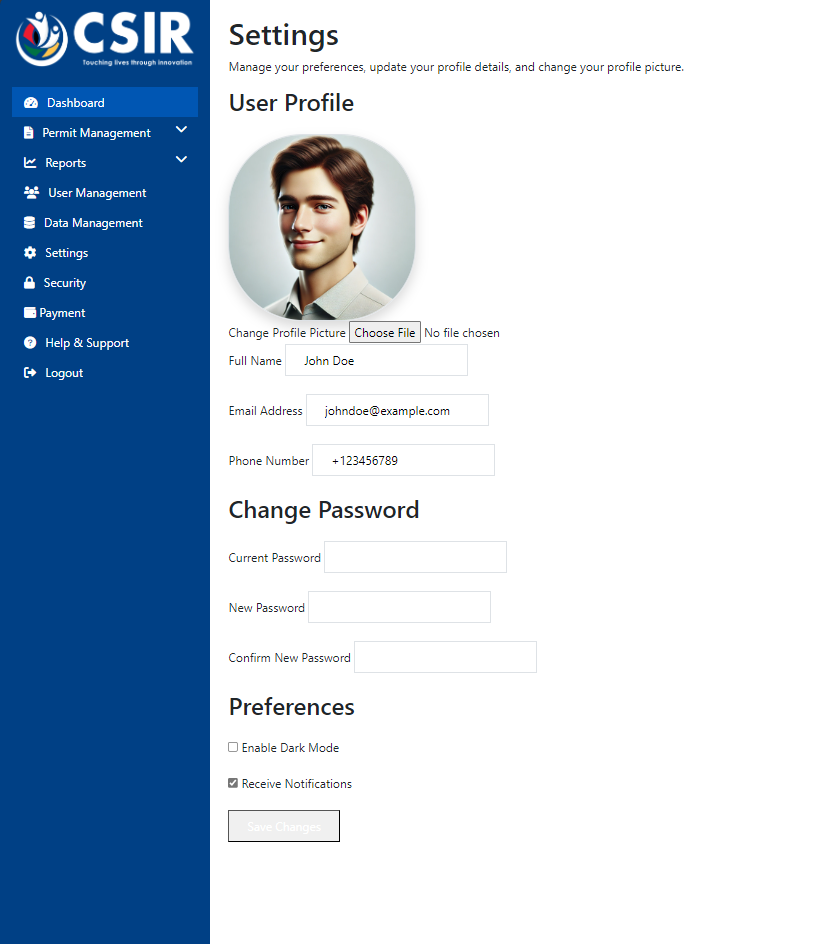 CSIR
Touching lives through innovation
Dashboard
Permit Management
Reports
User Management
Data Management
Settings
Security
Payment
Help & Support
Logout
Settings
Manage your preferences, update your profile details, and change your profile picture.
User Profile
Change Profile Picture Choose File No file chosen
Full Name John Doe
Email Address johndoe@example.com
Phone Number +123456789
Change Password
Current Password
New Password
Confirm New Password
Preferences
Enable Dark Mode
Receive Notifications
Save Changes